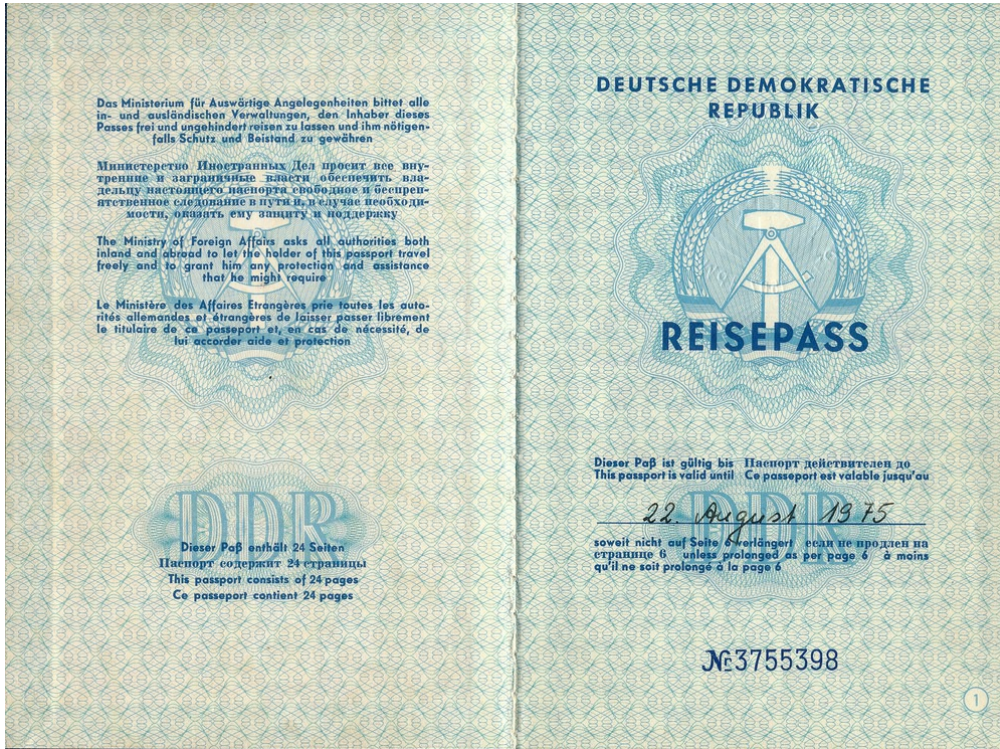 Das Ministerium für Auswärtige Angelegenheiten bittet alle
in- und ausländischen Verwaltungen, den Inhaber dieses
Passes frei und ungehindert reisen zu lassen und ihm nötigen-
falls Schutz und Beistand zu gewähren
Министерство Иностранных Дел просит все вну-
тренние и заграничные власти обеспечить вла-
дельцу настоящего паспорта свободное и беспреп-
ятственное следование в пути и, в случае необходи-
мости, оказать ему защиту и поддержку
The Ministry of Foreign Affairs asks all authorities both
inland and abroad to let the holder of this passport travel
freely and to grant him any protection and assistance
that he might require
Le Ministère des Affaires Etrangères prie toutes les auto-
rités allemandes et étrangères de laisser passer librement
le titulaire de ce passeport et, en cas de nécessité, de
lui accorder aide et protection
DDR
Dieser Paß enthält 24 Seiten
Паспорт содержит 24 страницы
This passport consists of 24 pages
Ce passeport contient 24 pages
DEUTSCHE DEMOKRATISCHE
REPUBLIK
REISEPASS
Dieser Paß ist gültig bis Паспорт действителен до
This passport is valid until Ce passeport est valable jusqu'au
DDR
22. August 1975
soweit nicht auf Seite 6 verlängert если не продлен на
странице 6 unless prolonged as per page 6 à moins
qu'il ne soit prolongé à la page 6
№3755398
1